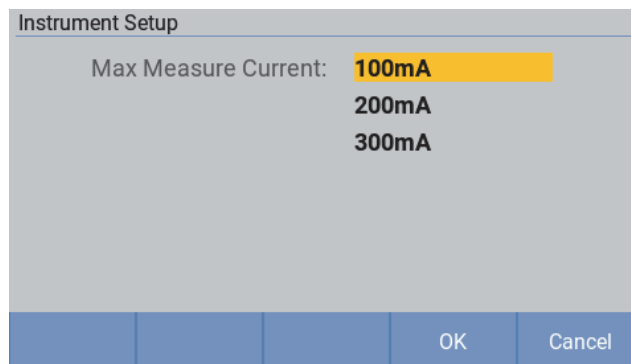 Instrument Setup
Max Measure Current: 100mA
200mA
300mA
OK Cancel